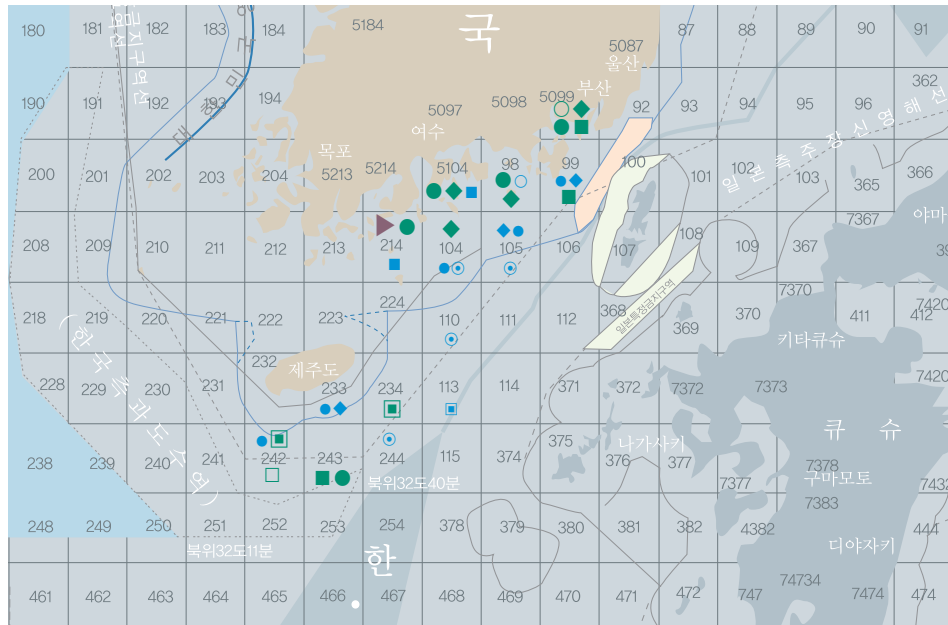 국
180 181 182 183 184 5184 5087 87 88 89 90 91
울산
362
190 191 192 193 194 5097 5098 5099 부산 92 93 94 95 96
여수
대형
일본측주장신영해선
목포
200 201 202 203 204 5213 5214 5104 98 99 100 101 102 103 365 366
7367
야마
208 209 210 211 212 213 214 104 105 106 107 108 109 367
일본특정금지구역
7370
218 219 220 221 222 223 224 110 111 112 368 369 370 411 412 7420
키타큐슈
(한국측과도수역)
제주도
228 229 230 231 232 233 234 113 114 371 372 7372 7373 7420
큐 슈
나가사키
238 239 240 241 242 243 244 115 374 375 376 377 7377 7378 7432
구마모토
7383
북위32도40분
248 249 250 251 252 253 254 378 379 380 381 382 4382 444
북위32도11분
디야자키
한
461 462 463 464 465 466 467 468 469 470 471 472 747 74734 7474 474